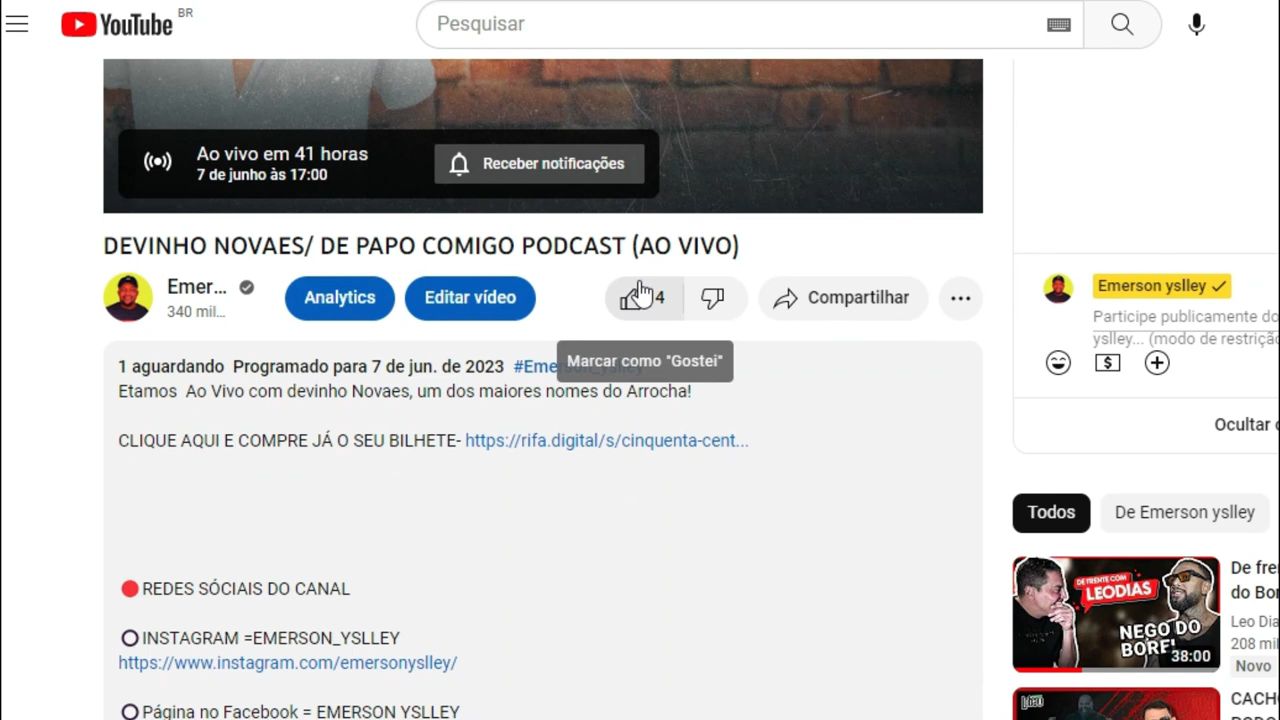 YouTube BR
Pesquisar
Ao vivo em 41 horas
7 de junho às 17:00
Receber notificações
DEVINHO NOVAES/ DE PAPO COMIGO PODCAST (AO VIVO)
Emer...
340 mil...
Analytics
Editar vídeo
4
Compartilhar
Marcar como "Gostei"
1 aguardando Programado para 7 de jun. de 2023 #Eme
Etamos Ao Vivo com devinho Novaes, um dos maiores nomes do Arrocha!
CLIQUE AQUI E COMPRE JÁ O SEU BILHETE- https://rifa.digital/s/cinquenta-cent...
REDES SÓCIAIS DO CANAL
INSTAGRAM =EMERSON_YSLLEY
https://www.instagram.com/emersonyslley/
Página no Facebook = EMERSON YSLLEY
Emerson yslley
Participe publicamente do
yslley... (modo de restrição
Ocultar
Todos
De Emerson yslley
DE FRENTE COM
LEODIAS
NEGO DO
BOREL
38:00
De fre
do Bor
Leo Dia
208 mil
Novo
CACHO